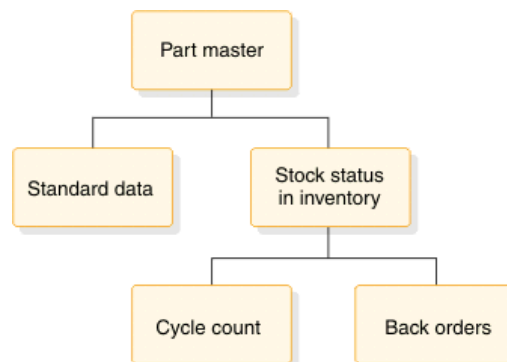 Part master
Standard data
Stock status
in inventory
Cycle count
Back orders